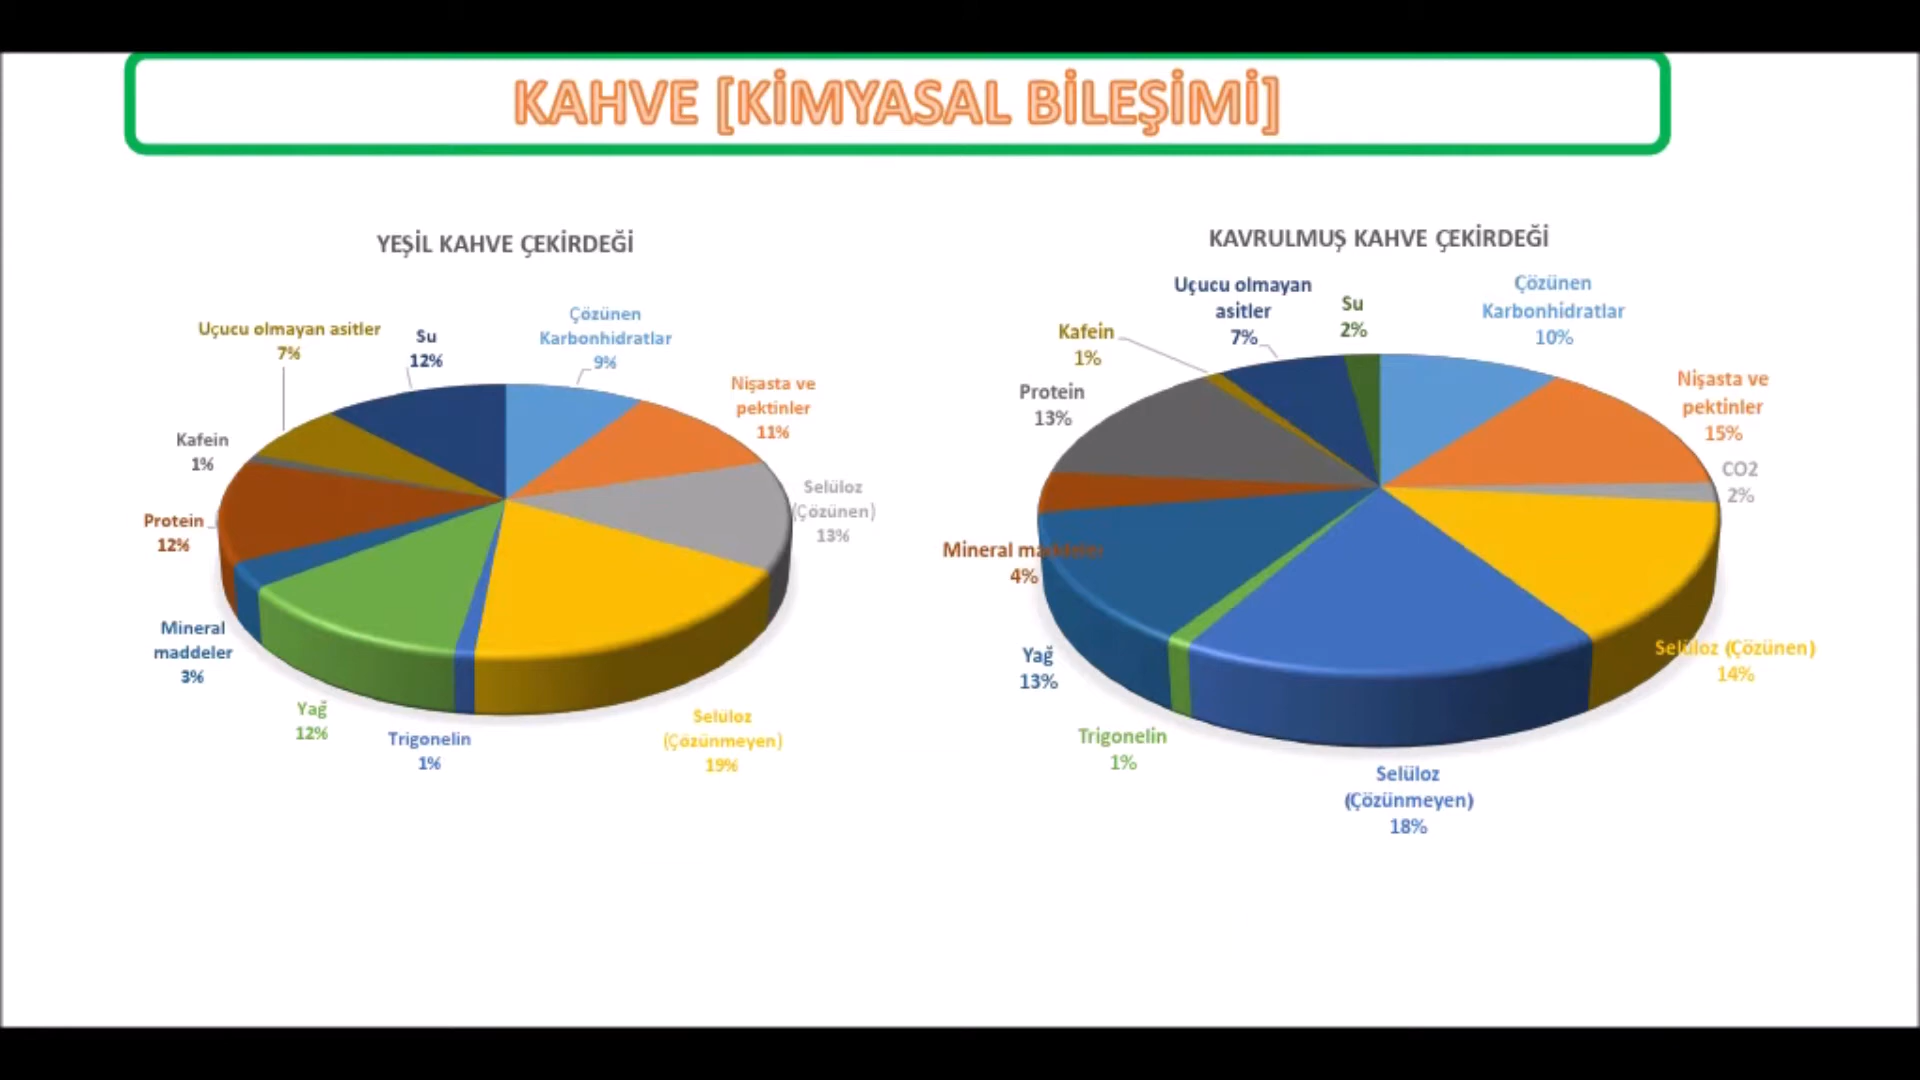 KAHVE [KİMYASAL BİLEŞİMİ]
YEŞİL KAHVE ÇEKİRDEĞİ
Uçucu olmayan asitler
7%
Su
12%
Çözünen
Karbonhidratlar
9%
Nişasta ve
pektinler
11%
Kafein
1%
Selüloz
(Çözünen)
13%
Protein
12%
Mineral
maddeler
3%
Yağ
12%
Trigonelin
1%
Selüloz
(Çözünmeyen)
19%
KAVRULMUŞ KAHVE ÇEKİRDEĞİ
Uçucu olmayan
asitler
7%
Su
2%
Çözünen
Karbonhidratlar
10%
Kafein
1%
Nişasta ve
pektinler
15%
Protein
13%
CO2
2%
Mineral maddeler
4%
Selüloz (Çözünen)
14%
Yağ
13%
Trigonelin
1%
Selüloz
(Çözünmeyen)
18%